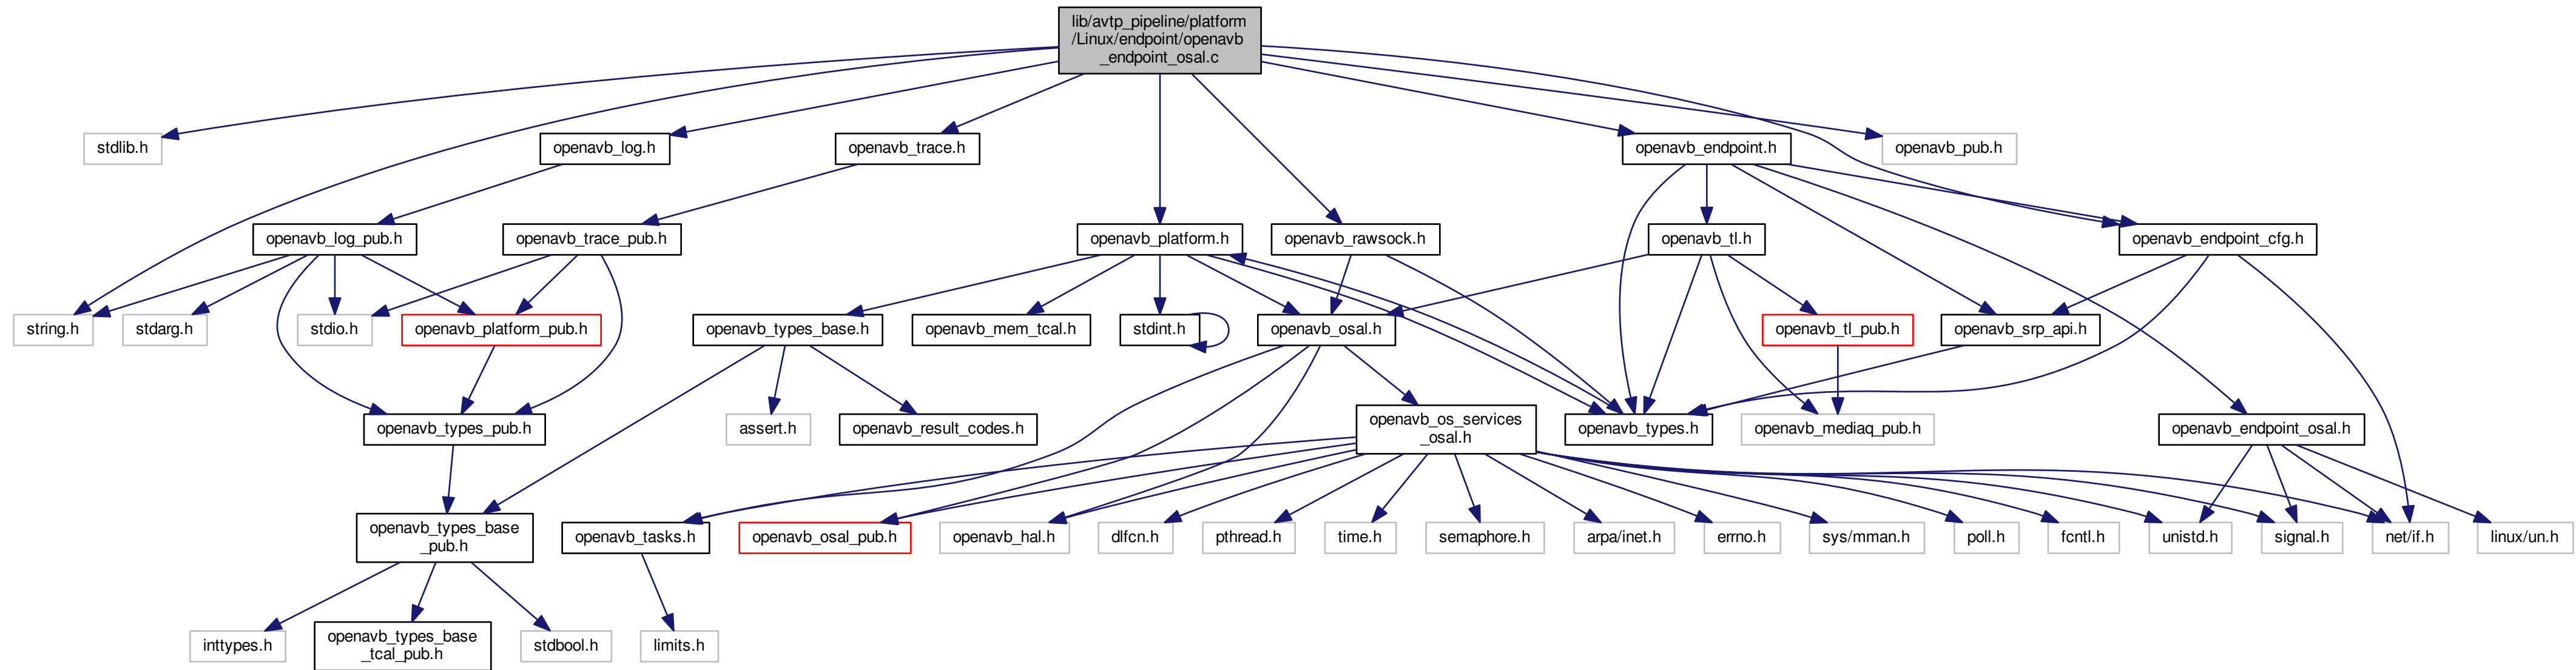 lib/avtp_pipeline/platform
/Linux/endpoint/openavb
_endpoint_osal.c
stdlib.h
openavb_log.h
openavb_trace.h
openavb_endpoint.h
openavb_pub.h
openavb_log_pub.h
openavb_trace_pub.h
openavb_platform.h
openavb_rawsock.h
openavb_tl.h
openavb_endpoint_cfg.h
string.h
stdarg.h
stdio.h
openavb_platform_pub.h
openavb_types_base.h
openavb_mem_tcal.h
stdint.h
openavb_osal.h
openavb_tl_pub.h
openavb_srp_api.h
openavb_types_pub.h
assert.h
openavb_result_codes.h
openavb_os_services
_osal.h
openavb_types.h
openavb_mediaq_pub.h
openavb_endpoint_osal.h
openavb_types_base
_pub.h
openavb_tasks.h
openavb_osal_pub.h
openavb_hal.h
dlfcn.h
pthread.h
time.h
semaphore.h
arpa/inet.h
errno.h
sys/mman.h
poll.h
fcntl.h
unistd.h
signal.h
net/if.h
linux/un.h
inttypes.h
openavb_types_base
_tcal_pub.h
stdbool.h
limits.h